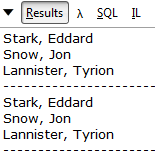 Results λ SQL IL
Stark, Eddard
Snow, Jon
Lannister, Tyrion
--------------------
Stark, Eddard
Snow, Jon
Lannister, Tyrion
--------------------